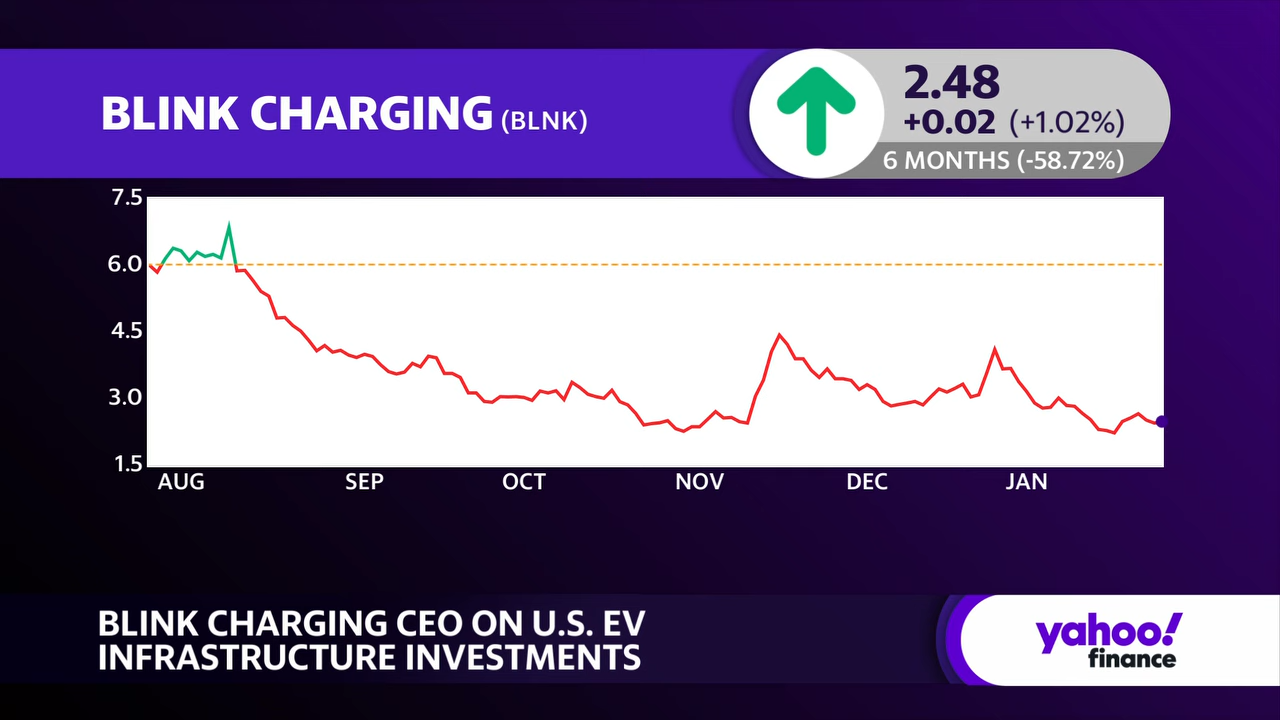 BLINK CHARGING (BLNK)
2.48
+0.02 (+1.02%)
6 MONTHS (-58.72%)
7.5
6.0
4.5
3.0
1.5
AUG SEP OCT NOV DEC JAN
BLINK CHARGING CEO ON U.S. EV
INFRASTRUCTURE INVESTMENTS
yahoo!
finance